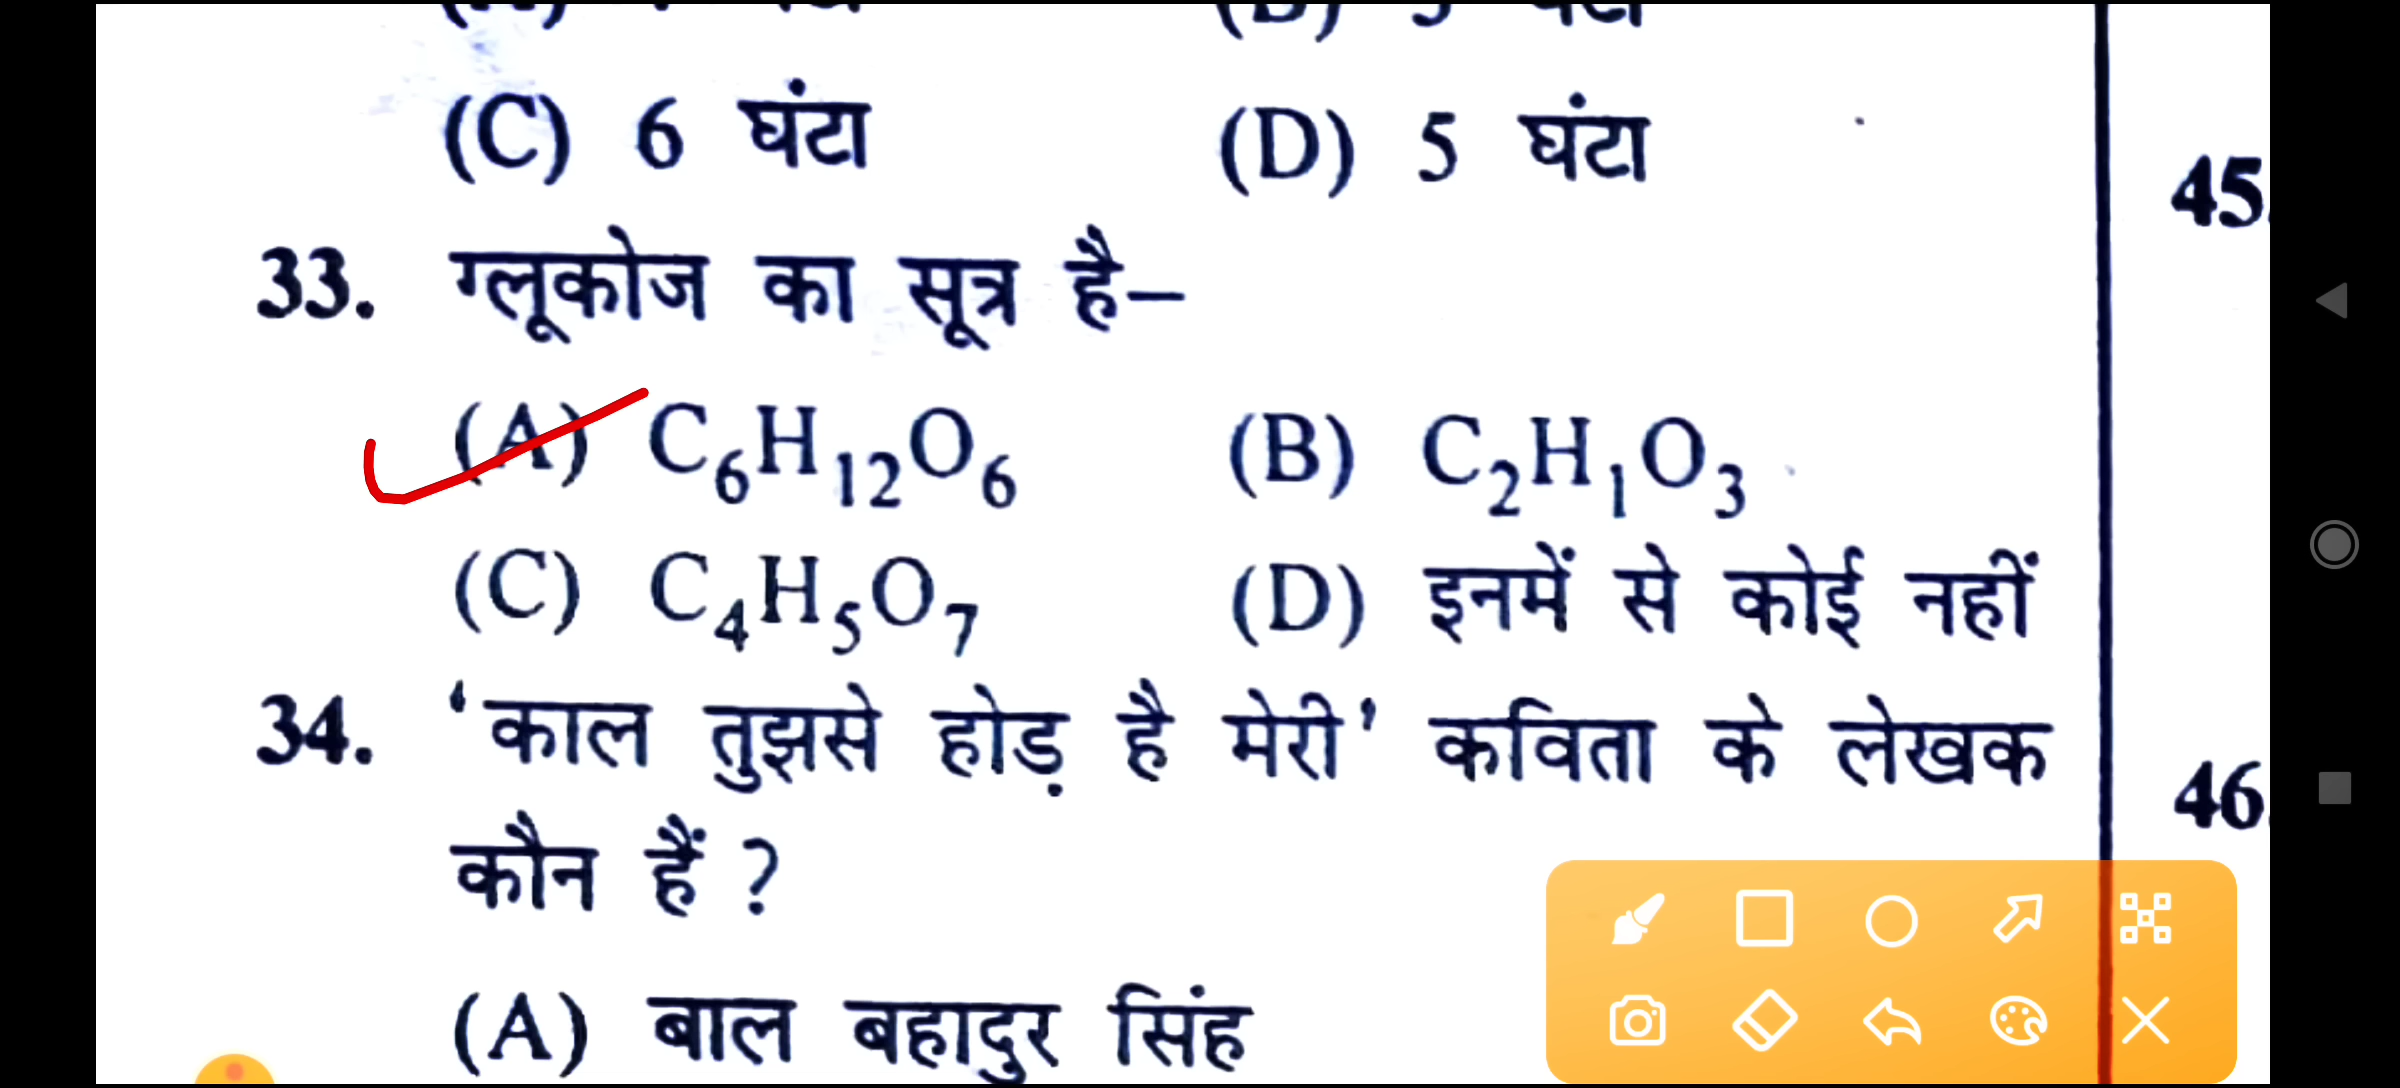 (C) 6 घंटा (D) 5 घंटा
45.
33. ग्लूकोज का सूत्र है–
(A) C₆H₁₂O₆ (B) C₂H₁O₃
(C) C₄H₅O₇ (D) इनमें से कोई नहीं
34. ‘काल तुझसे होड़ है मेरी’ कविता के लेखक
46.
कौन हैं ?
(A) बाल बहादुर सिंह